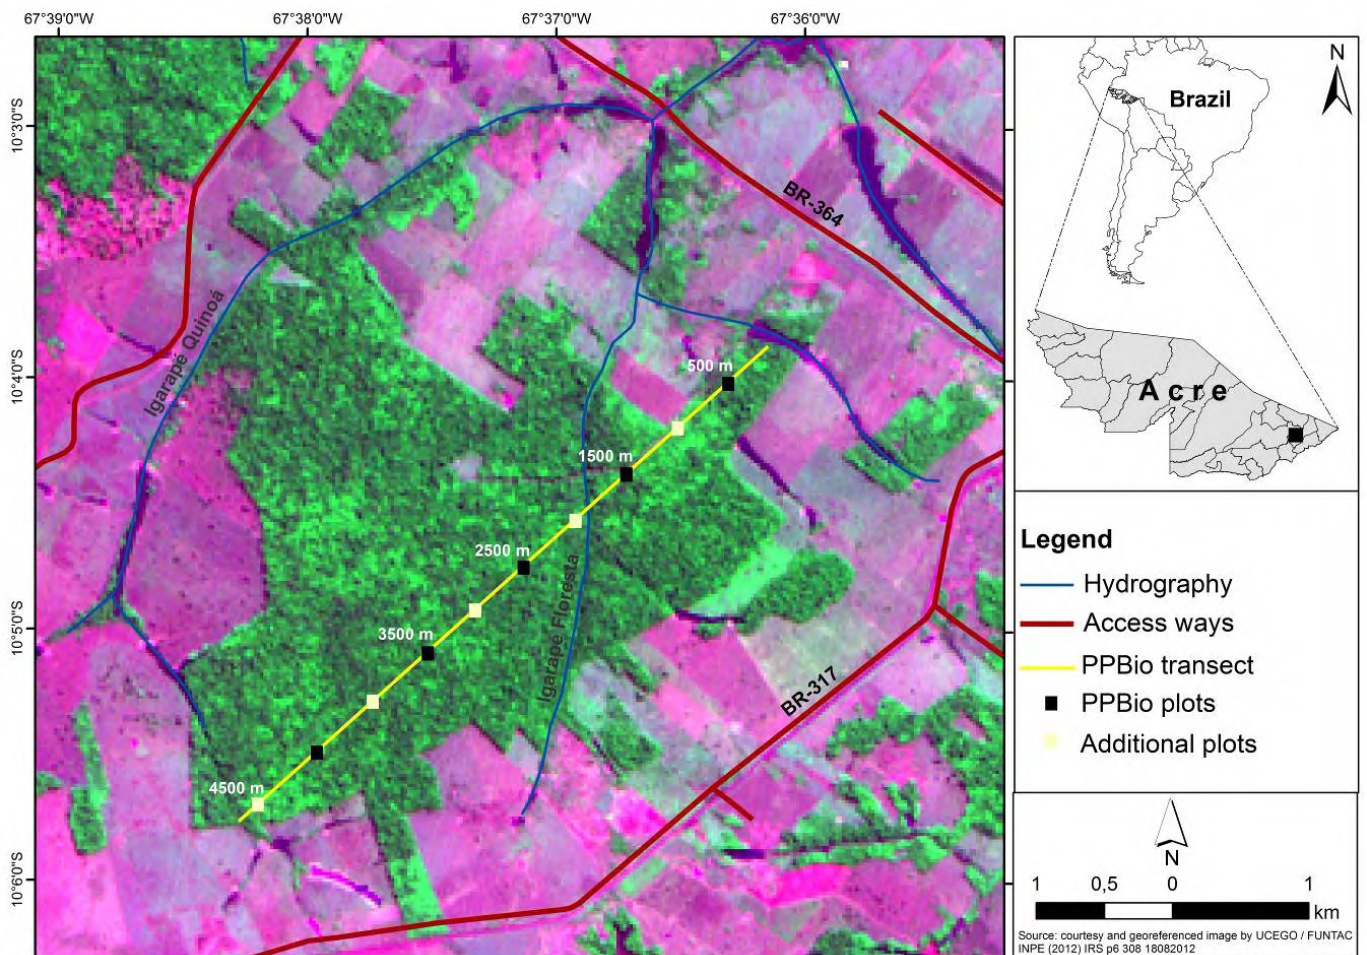 67°39'0"W
67°38'0"W
67°37'0"W
67°36'0"W
10°3'0"S
10°4'0"S
10°50'0"S
10°6'0"S
BR-364
Igarapé Quinoá
500 m
1500 m
2500 m
Igarapé Floresta
3500 m
BR-317
4500 m
N
Brazil
Acre
Legend
Hydrography
Access ways
PPBio transect
PPBio plots
Additional plots
N
1 0,5 0 1
km
Source: courtesy and georeferenced image by UCEGO / FUNTAC
INPE (2012) IRS p6 308 18082012